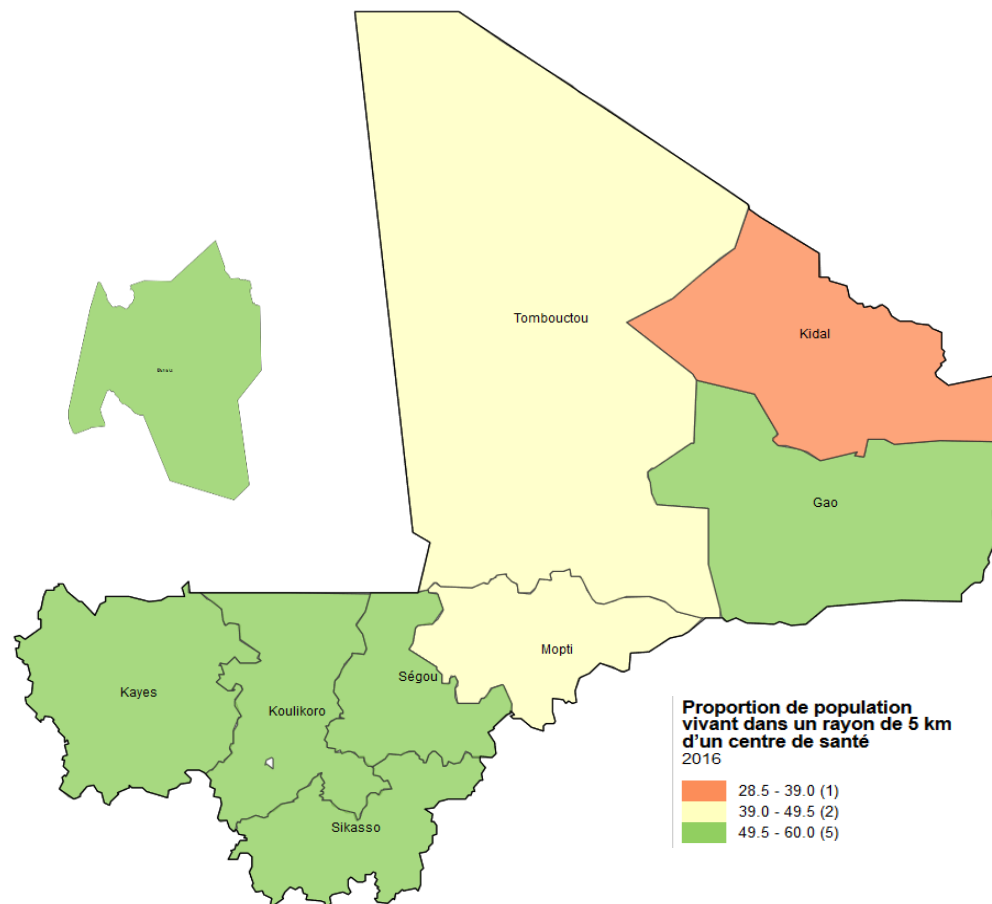 Tombouctou
Kidal
Gao
Mopti
Ségou
Kayes
Koulikoro
Sikasso
Proportion de population
vivant dans un rayon de 5 km
d’un centre de santé
2016
28.5 - 39.0 (1)
39.0 - 49.5 (2)
49.5 - 60.0 (5)